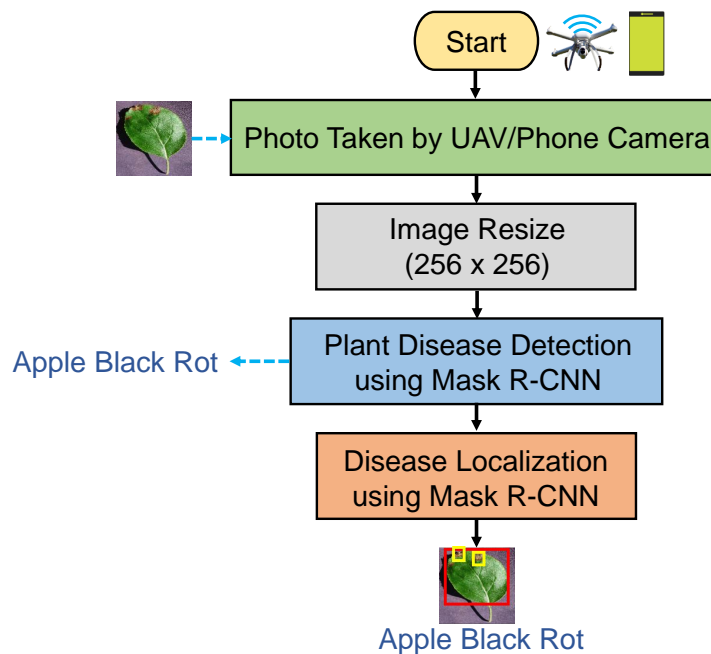 Start
Photo Taken by UAV/Phone Camera
Image Resize
(256 x 256)
Plant Disease Detection
using Mask R-CNN
Apple Black Rot
Disease Localization
using Mask R-CNN
Apple Black Rot